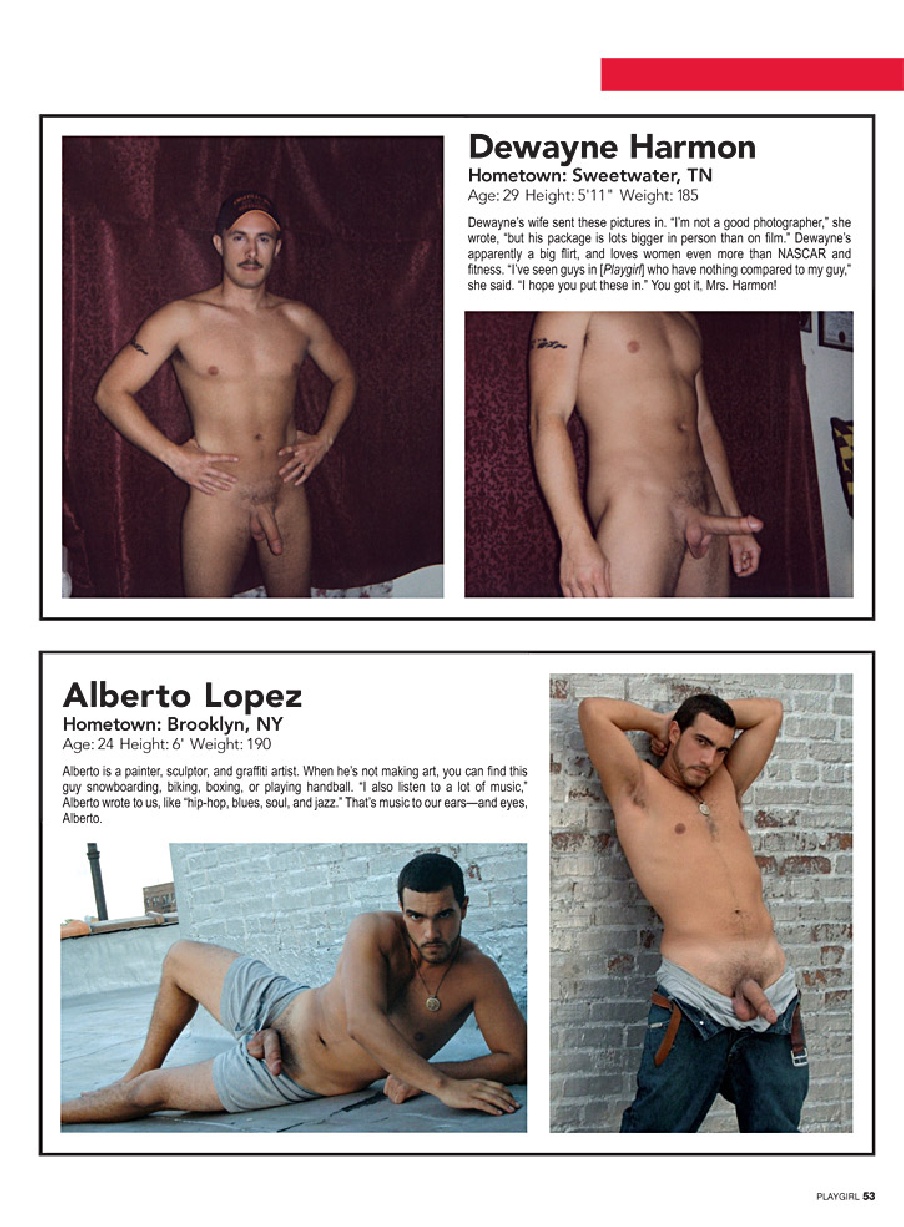 Dewayne Harmon
Hometown: Sweetwater, TN
Age: 29 Height: 5'11" Weight: 185
Dewayne's wife sent these pictures in. “I'm not a good photographer,” she
wrote, “but his package is lots bigger in person than on film.” Dewayne's
apparently a big flirt, and loves women even more than NASCAR and
fitness. “I've seen guys in [Playgirl] who have nothing compared to my guy,”
she said. “I hope you put these in.” You got it, Mrs. Harmon!
Alberto Lopez
Hometown: Brooklyn, NY
Age: 24 Height: 6' Weight: 190
Alberto is a painter, sculptor, and graffiti artist. When he's not making art, you can find this
guy snowboarding, biking, boxing, or playing handball. “I also listen to a lot of music,”
Alberto wrote to us, like “hip-hop, blues, soul, and jazz.” That's music to our ears—and eyes,
Alberto.
PLAYGIRL 53